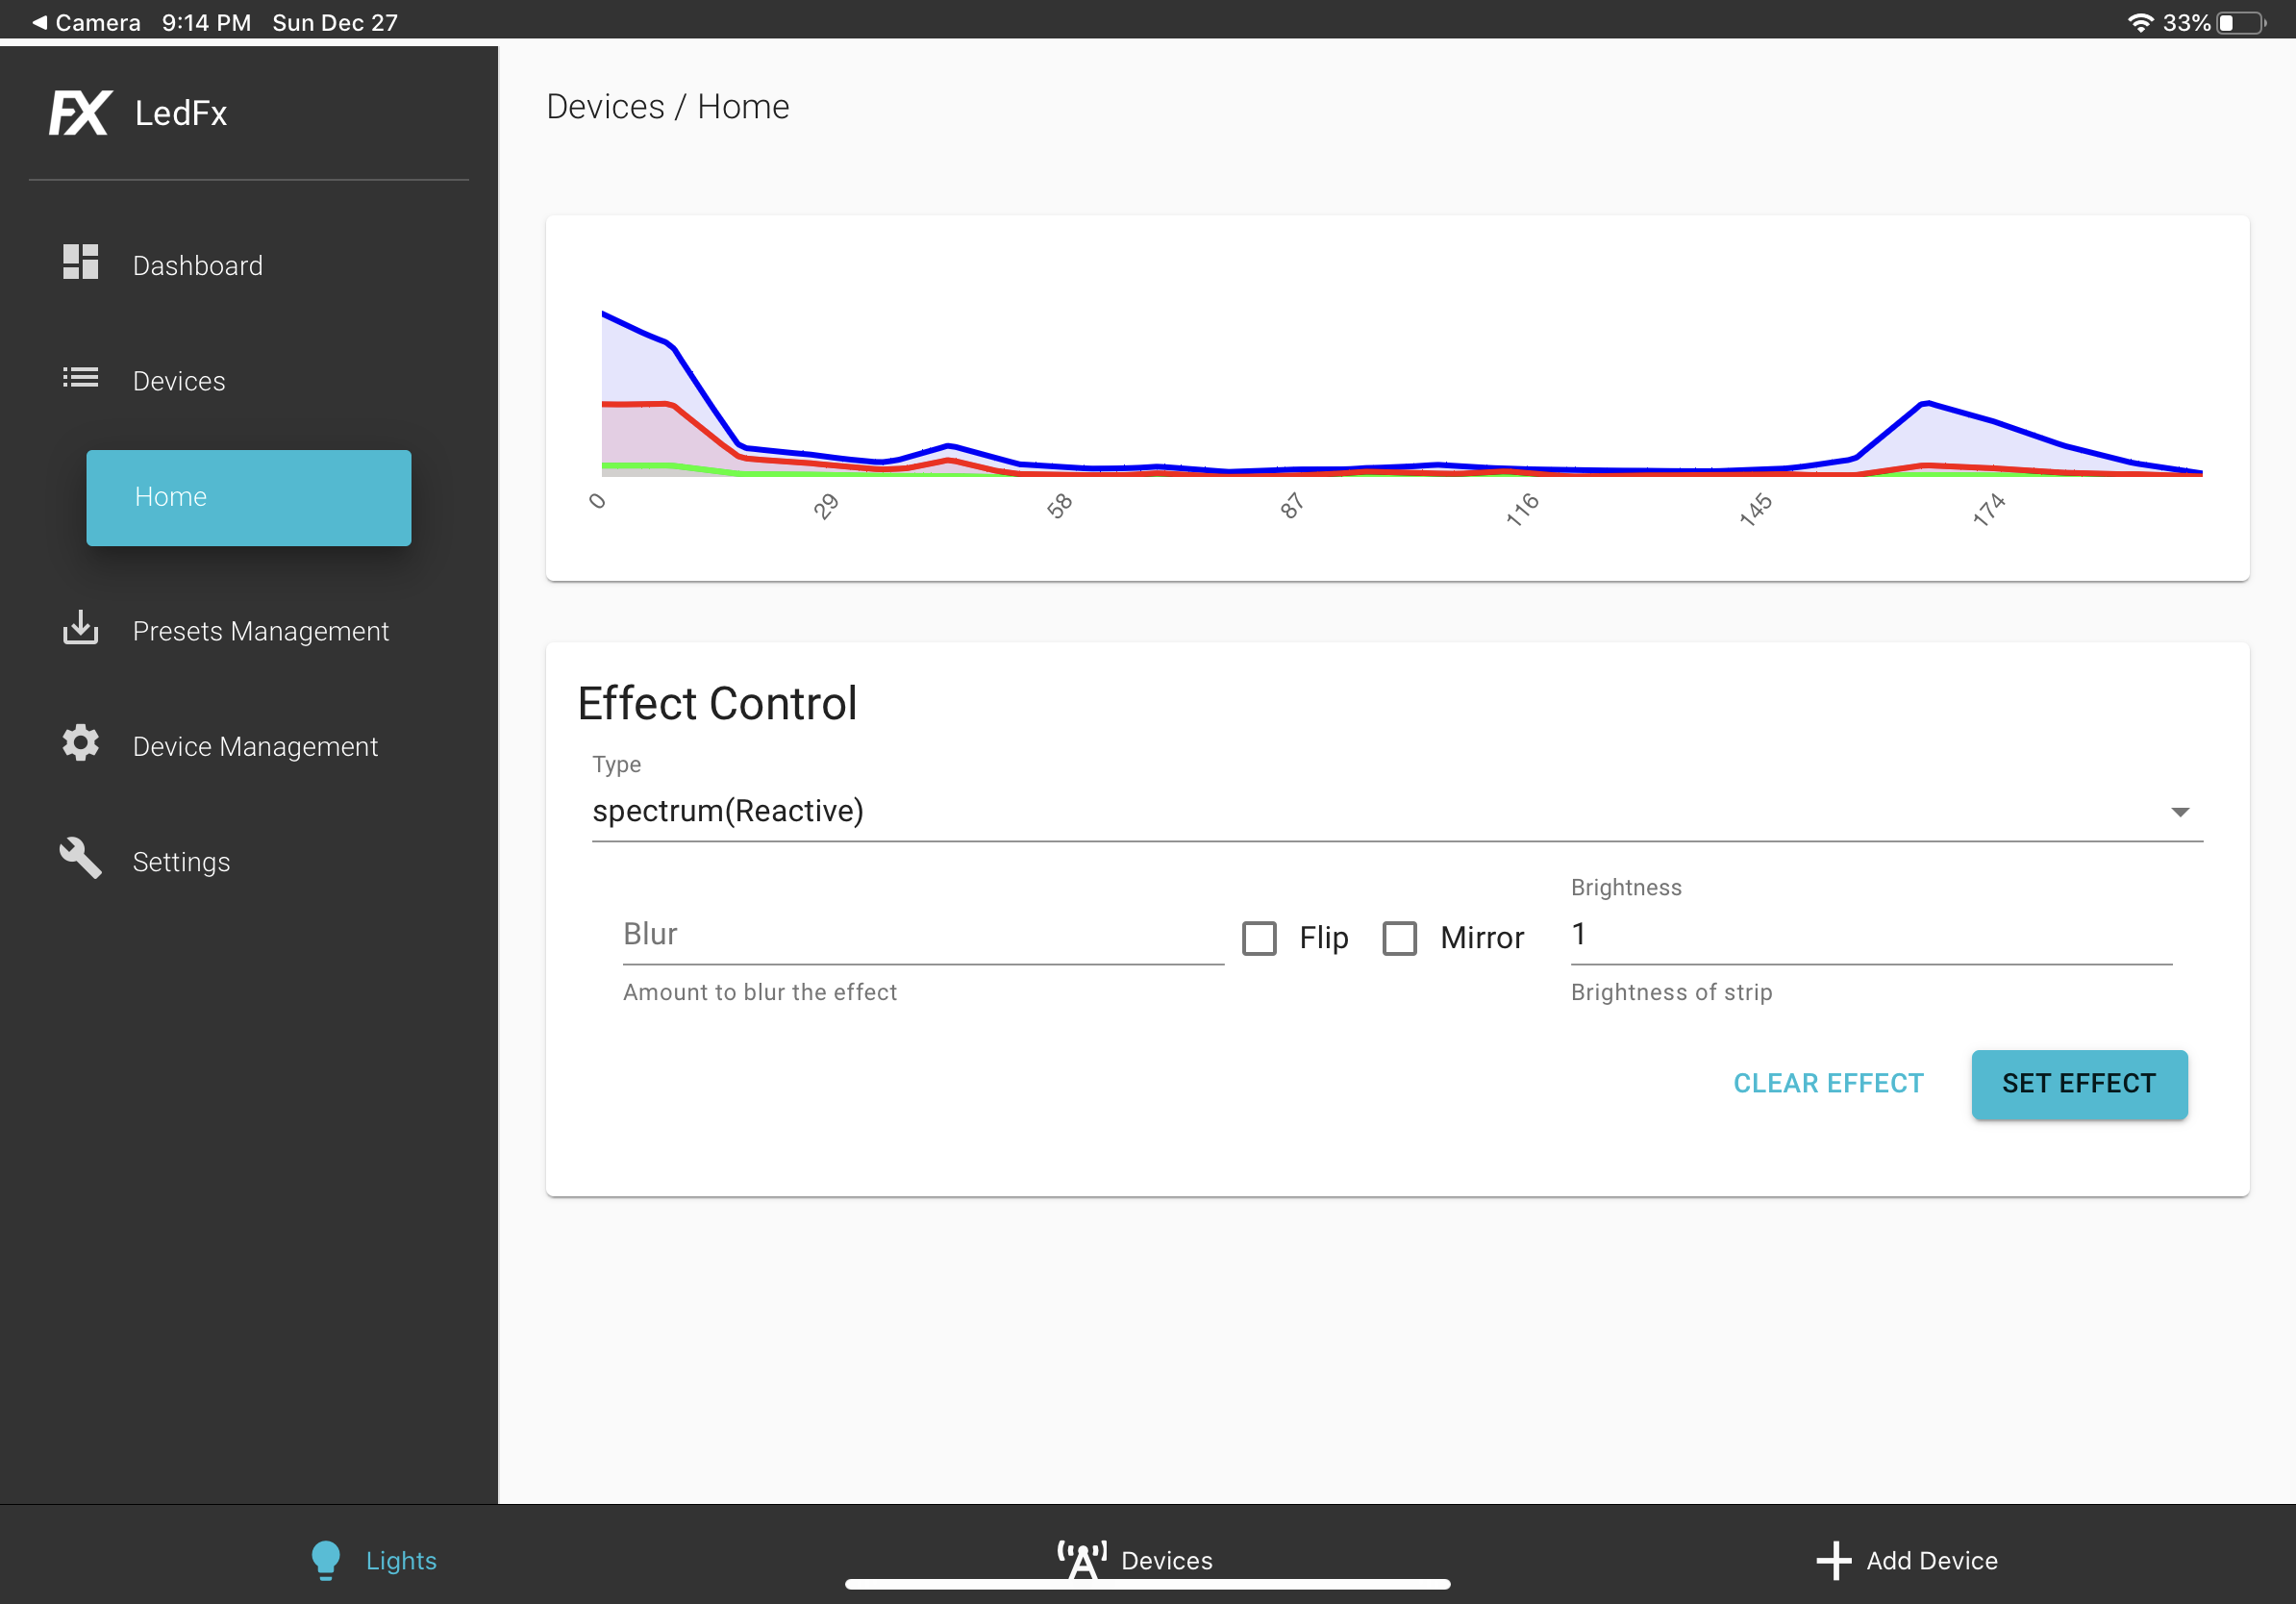 Camera 9:14 PM Sun Dec 27
33%
FX LedFx
Dashboard
Devices
Home
Presets Management
Device Management
Settings
Devices / Home
0 29 58 87 116 145 174
Effect Control
Type
spectrum(Reactive)
Blur
Amount to blur the effect
Flip
Mirror
Brightness
1
Brightness of strip
CLEAR EFFECT
SET EFFECT
Lights
Devices
Add Device